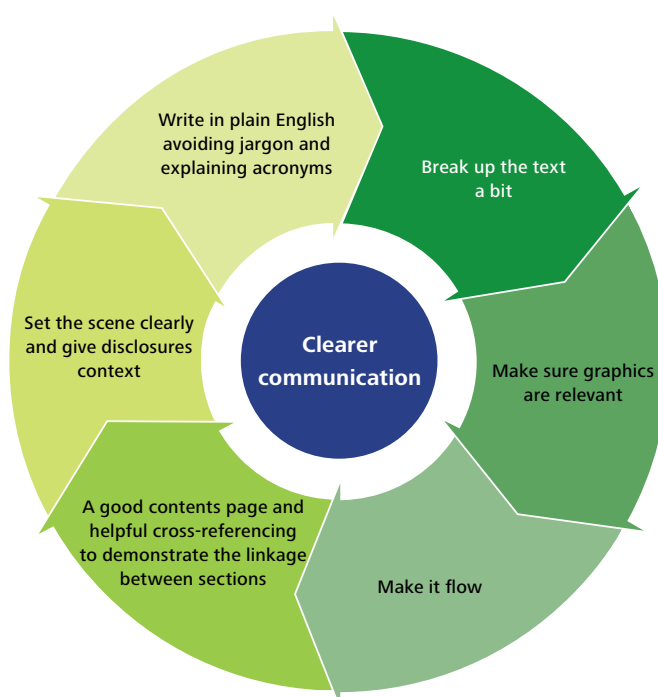 Write in plain English
avoiding jargon and
explaining acronyms
Break up the text
a bit
Make sure graphics
are relevant
Make it flow
A good contents page and
helpful cross-referencing
to demonstrate the linkage
between sections
Set the scene clearly
and give disclosures
context
Clearer
communication